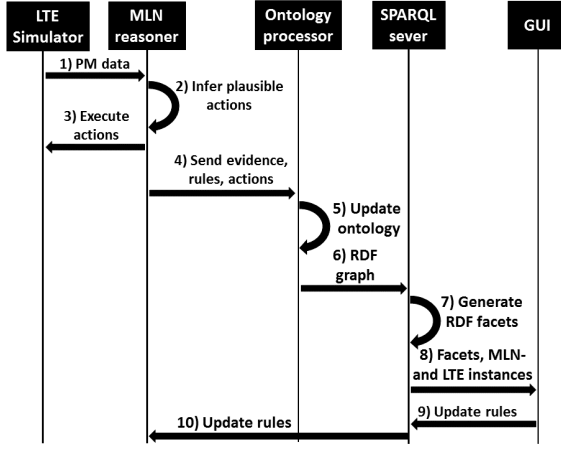 LTE
Simulator
MLN
reasoner
Ontology
processor
SPARQL
sever
GUI
1) PM data
2) Infer plausible
actions
3) Execute
actions
4) Send evidence,
rules, actions
5) Update
ontology
6) RDF
graph
7) Generate
RDF facets
8) Facets, MLN-
and LTE instances
9) Update rules
10) Update rules